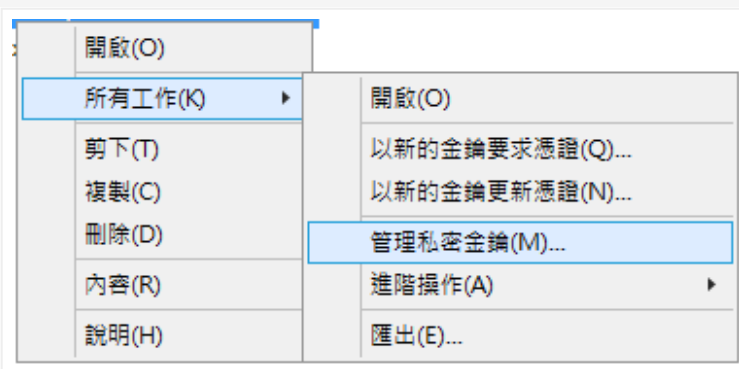 開啟(O)
所有工作(K)
剪下(T)
複製(C)
刪除(D)
內容(R)
說明(H)
開啟(O)
以新的金鑰要求憑證(Q)...
以新的金鑰更新憑證(N)...
管理私密金鑰(M)...
進階操作(A)
匯出(E)...